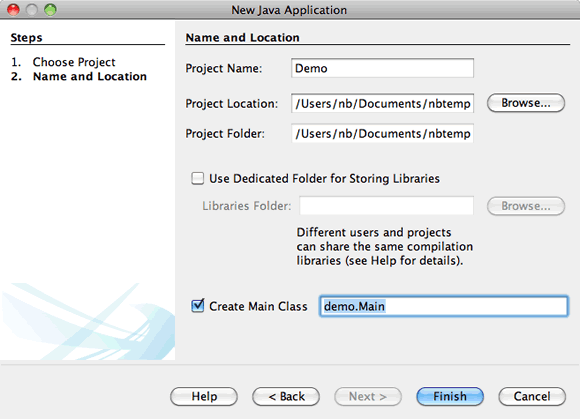 New Java Application
Steps
1. Choose Project
2. Name and Location
Name and Location
Project Name: Demo
Project Location: /Users/nb/Documents/nbtemp Browse...
Project Folder: /Users/nb/Documents/nbtemp
Use Dedicated Folder for Storing Libraries
Libraries Folder: Browse...
Different users and projects
can share the same compilation
libraries (see Help for details).
Create Main Class demo.Main
Help < Back Next > Finish Cancel